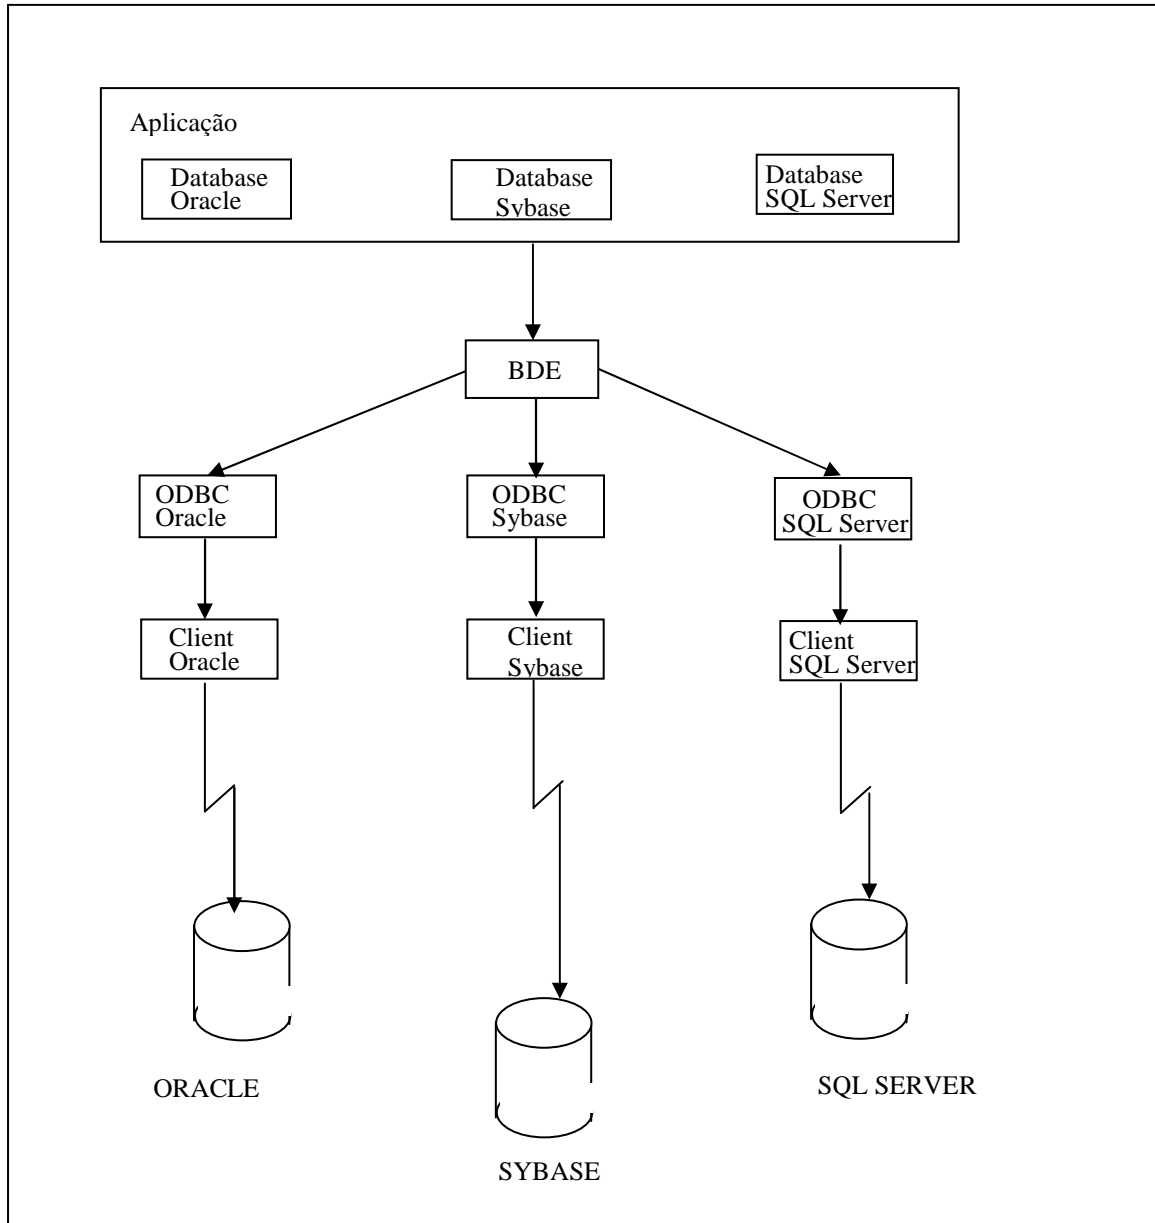 Aplicação
Database
Oracle
Database
Sybase
Database
SQL Server
BDE
ODBC
Oracle
ODBC
Sybase
ODBC
SQL Server
Client
Oracle
Client
Sybase
Client
SQL Server
ORACLE
SYBASE
SQL SERVER